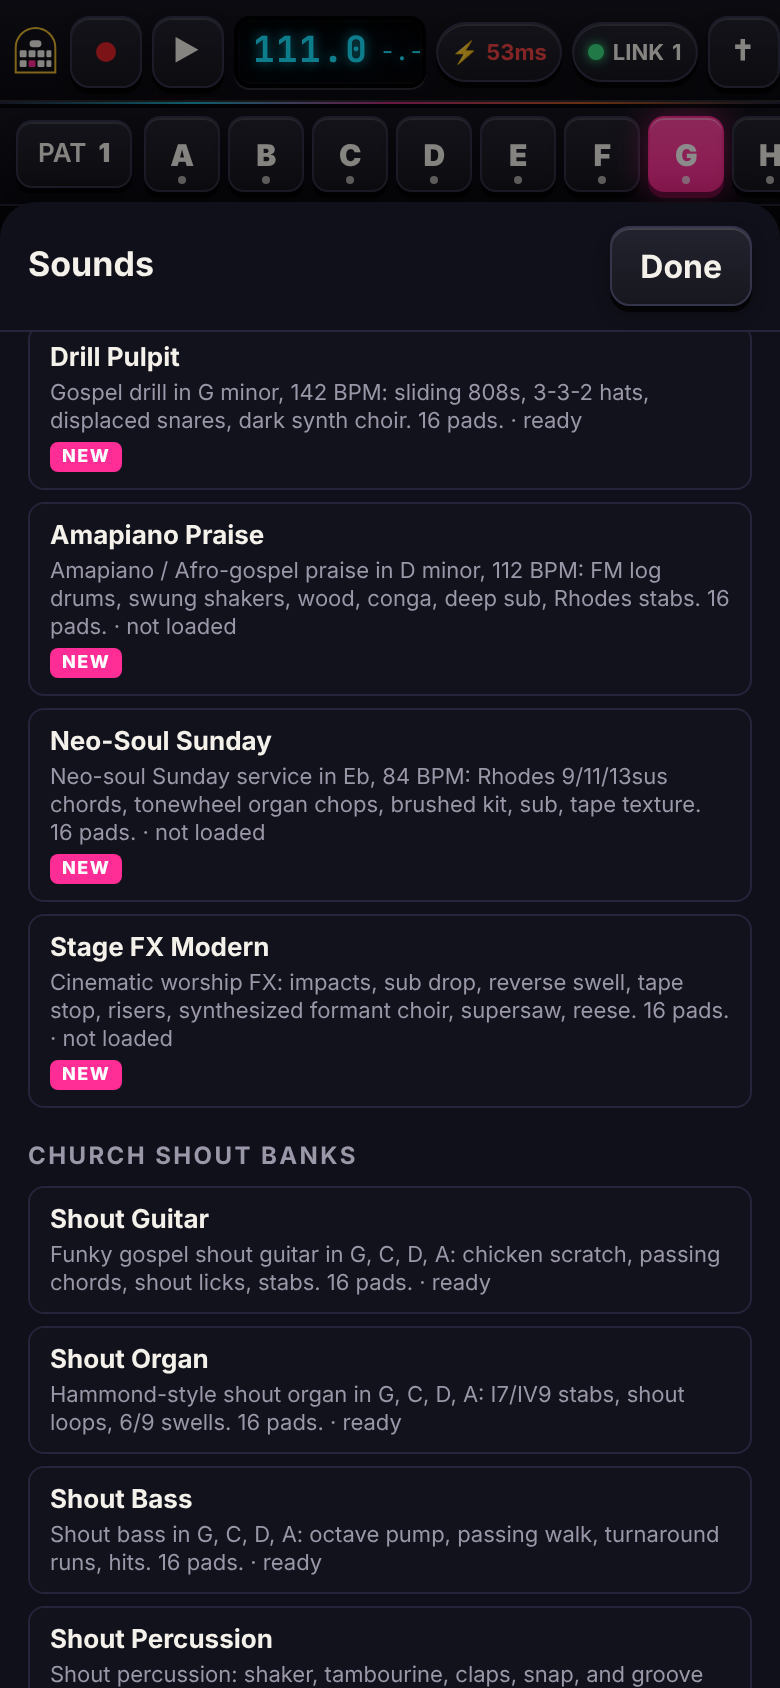 111.0 -.-
⚡ 53ms
LINK 1
✝
PAT 1
A
B
C
D
E
F
G
H
Sounds
Done
Drill Pulpit
Gospel drill in G minor, 142 BPM: sliding 808s, 3-3-2 hats,
displaced snares, dark synth choir. 16 pads. · ready
NEW
Amapiano Praise
Amapiano / Afro-gospel praise in D minor, 112 BPM: FM log
drums, swung shakers, wood, conga, deep sub, Rhodes stabs. 16
pads. · not loaded
NEW
Neo-Soul Sunday
Neo-soul Sunday service in Eb, 84 BPM: Rhodes 9/11/13sus
chords, tonewheel organ chops, brushed kit, sub, tape texture.
16 pads. · not loaded
NEW
Stage FX Modern
Cinematic worship FX: impacts, sub drop, reverse swell, tape
stop, risers, synthesized formant choir, supersaw, reese. 16 pads.
· not loaded
NEW
CHURCH SHOUT BANKS
Shout Guitar
Funky gospel shout guitar in G, C, D, A: chicken scratch, passing
chords, shout licks, stabs. 16 pads. · ready
Shout Organ
Hammond-style shout organ in G, C, D, A: I7/IV9 stabs, shout
loops, 6/9 swells. 16 pads. · ready
Shout Bass
Shout bass in G, C, D, A: octave pump, passing walk, turnaround
runs, hits. 16 pads. · ready
Shout Percussion
Shout percussion: shaker, tambourine, claps, snap, and groove